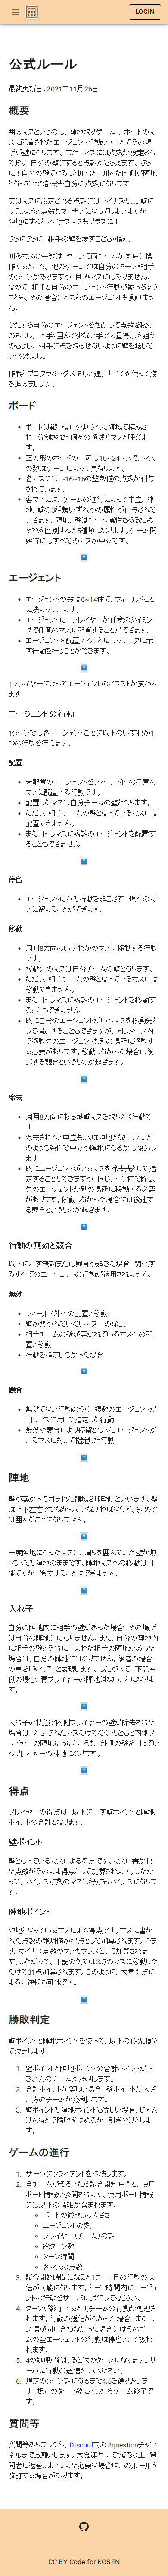 LOGIN
公式ルール
最終更新日：2021年11月26日
概要
囲みマスというのは、陣地取りゲーム！ボードのマ
スに配置されたエージェントを動かすことでその場
所が壁になります。また、マスには点数が設定されて
おり、自分の壁にすると点数がもらえます。さら
に！自分の壁でぐるっと囲むと、囲んだ内側が陣地
となってその部分も自分の点数になります！
実はマスに設定される点数にはマイナスも…。壁に
してしまうと点数もマイナスになってしまいますが、
陣地にするとマイナスマスもプラスに！
さらにさらに、相手の壁を壊すことも可能！
囲みマスの特徴は1ターンで両チームが同時に操
作するところ。他のゲームでは自分のターン・相手
のターンがありますが、囲みマスにはありません。な
ので、相手と自分のエージェント行動が被っちゃう
ことも。その場合はどちらのエージェントも動けませ
ん。
ひたすら自分のエージェントを動かして点数を稼ぐ
のもよし。上手く囲んで少ない手で大量得点を狙う
のもよし。相手に点を取らせないように壁を壊して
いくのもよし。
作戦とプログラミングスキルと運。すべてを使って勝
ち進みましょう！
ボード
ボードは縦、横に分割された領域で構成さ
れ、分割された個々の領域をマスと呼びま
す。
正方形のボードの一辺は10~24マスで、マス
の数はゲームによって異なります。
各マスには、-16~16の整数値の点数が付与
されています。
各マスには、ゲームの進行によって中立、陣
地、壁の3種類いずれかの属性が付与されて
いきます。陣地、壁はチーム属性もあるため、
それを区別すると5種類になります。ゲーム開
始時にはすべてのマスが中立です。
エージェント
エージェントの数は6~14体で、フィールドごと
に決まっています。
エージェントは、プレイヤーが任意のタイミン
グで任意のマスに配置することができます。
エージェントを配置することによって、次に示
す行動を行うことができます。
↑プレイヤーによってエージェントのイラストが変わり
ます
エージェントの行動
1ターンでは各エージェントごとに以下のいずれか1
つの行動を行えます。
配置
未配置のエージェントをフィールド内の任意の
マスに配置する行動です。
配置したマスは自分チームの壁となります。
ただし、相手チームの壁となっているマスには
配置できません。
また、同じマスに複数のエージェントを配置す
ることもできません。
停留
エージェントは何も行動を起こさず、現在のマ
スに留まることができます。
移動
周囲8方向のいずれかのマスに移動する行動
です。
移動先のマスは自分チームの壁となります。
ただし、相手チームの壁となっているマスには
移動できません。
また、同じマスに複数のエージェントを移動す
ることもできません。
既に自分のエージェントがいるマスを移動先と
して指定することもできますが、同じターン内
で移動先のエージェントも別の場所に移動す
る必要があります。移動しなかった場合は後
述する競合というものが起きます。
除去
周囲8方向にある城壁マスを取り除く行動で
す。
除去されると中立もしくは陣地となります。ど
のような条件で中立か陣地になるかは後述し
ます。
既にエージェントがいるマスを除去先として指
定することもできますが、同じターン内で除去
先のエージェントが別の場所に移動する必要
があります。移動しなかった場合には後述す
る競合というものが起きます。
行動の無効と競合
以下に示す無効または競合が起きた場合、関係す
るすべてのエージェントの行動が適用されません。
無効
フィールド外への配置と移動
壁が築かれていないマスへの除去
相手チームの壁が築かれているマスへの配
置と移動
行動を指定しなかった場合
競合
無効でない行動のうち、複数のエージェントが
同じマスに対して指定した行動
無効や競合により停留となったエージェントが
いるマスに対して指定した行動
陣地
壁が繋がって囲まれた領域を「陣地」といいます。壁
は上下左右でつながっていなければならず、斜めで
は囲んだことになりません。
一度陣地になったマスは、周りを囲んでいた壁が無
くなっても陣地のままです。陣地マスへの移動は可
能ですが、除去することはできません。
入れ子
自分の陣地内に相手の壁があった場合、その場所
は自分の陣地にはなりません。また、自分の陣地内
に相手の壁とそれに囲まれた相手の陣地があった
場合は、自分の陣地にはなりません。後者の場合
の事を「入れ子」と表現します。したがって、下記右
側の場合、青プレイヤーの陣地はないことになりま
す。
入れ子の状態で内側プレイヤーの壁が除去された
場合は、除去されたマスだけでなく、もともと内側プ
レイヤーの陣地だったところも、外側の壁を囲ってい
るプレイヤーの陣地になります。
得点
プレイヤーの得点は、以下に示す壁ポイントと陣地
ポイントの合計となります。
壁ポイント
壁となっているマスによる得点です。マスに書かれ
た点数がそのまま得点として加算されます。したが
って、マイナス点数のマスは得点もマイナスになりま
す。
陣地ポイント
陣地となっているマスによる得点です。マスに書か
れた点数の絶対値が得点として加算されます。つま
り、マイナス点数のマスもプラスとして加算されま
す。したがって、下記の例では3点のマスに移動した
だけで31点加算されます。このように、大量得点に
よる大逆転も可能です。
勝敗判定
壁ポイントと陣地ポイントを使って、以下の優先順位
で決定します。
1. 壁ポイントと陣地ポイントの合計ポイントが大
きい方のチームが勝利します。
2. 合計ポイントが等しい場合、壁ポイントが大き
い方のチームが勝利します。
3. 壁ポイントも陣地ポイントも等しい場合、じゃん
けんなどで勝敗を決めるか、引き分けとしま
す。
ゲームの進行
1. サーバにクライアントを接続します。
2. 全チームがそろったら試合開始時間と、使用
ボード情報が公開されます。使用ボード情報
には以下の情報が含まれます。
ボードの縦・横の大きさ
エージェントの数
プレイヤー（チーム）の数
総ターン数
ターン時間
各マスの点数
3. 試合開始時間になると1ターン目の行動の送
信が可能になります。ターン時間内にエージェ
ントの行動をサーバに送信してください。
4. ターンが終了すると両チームの行動が処理さ
れます。行動の送信がなかった場合、または
送信が間に合わなかった場合にはそのチー
ムの全エージェントの行動は停留として扱わ
れます。
5. 4の処理が終わると次のターンになります。サ
ーバに行動の送信をしてください。
6. 規定のターン数になるまで4,5を繰り返しま
す。規定のターン数に達したらゲーム終了で
す。
質問等
質問等ありましたら、Discord内の#questionチャン
ネルまでお願いします。大会運営にて協議の上、質
問者に返答します。また必要な場合はこのルールを
改訂する場合があります。
CC BY Code for KOSEN